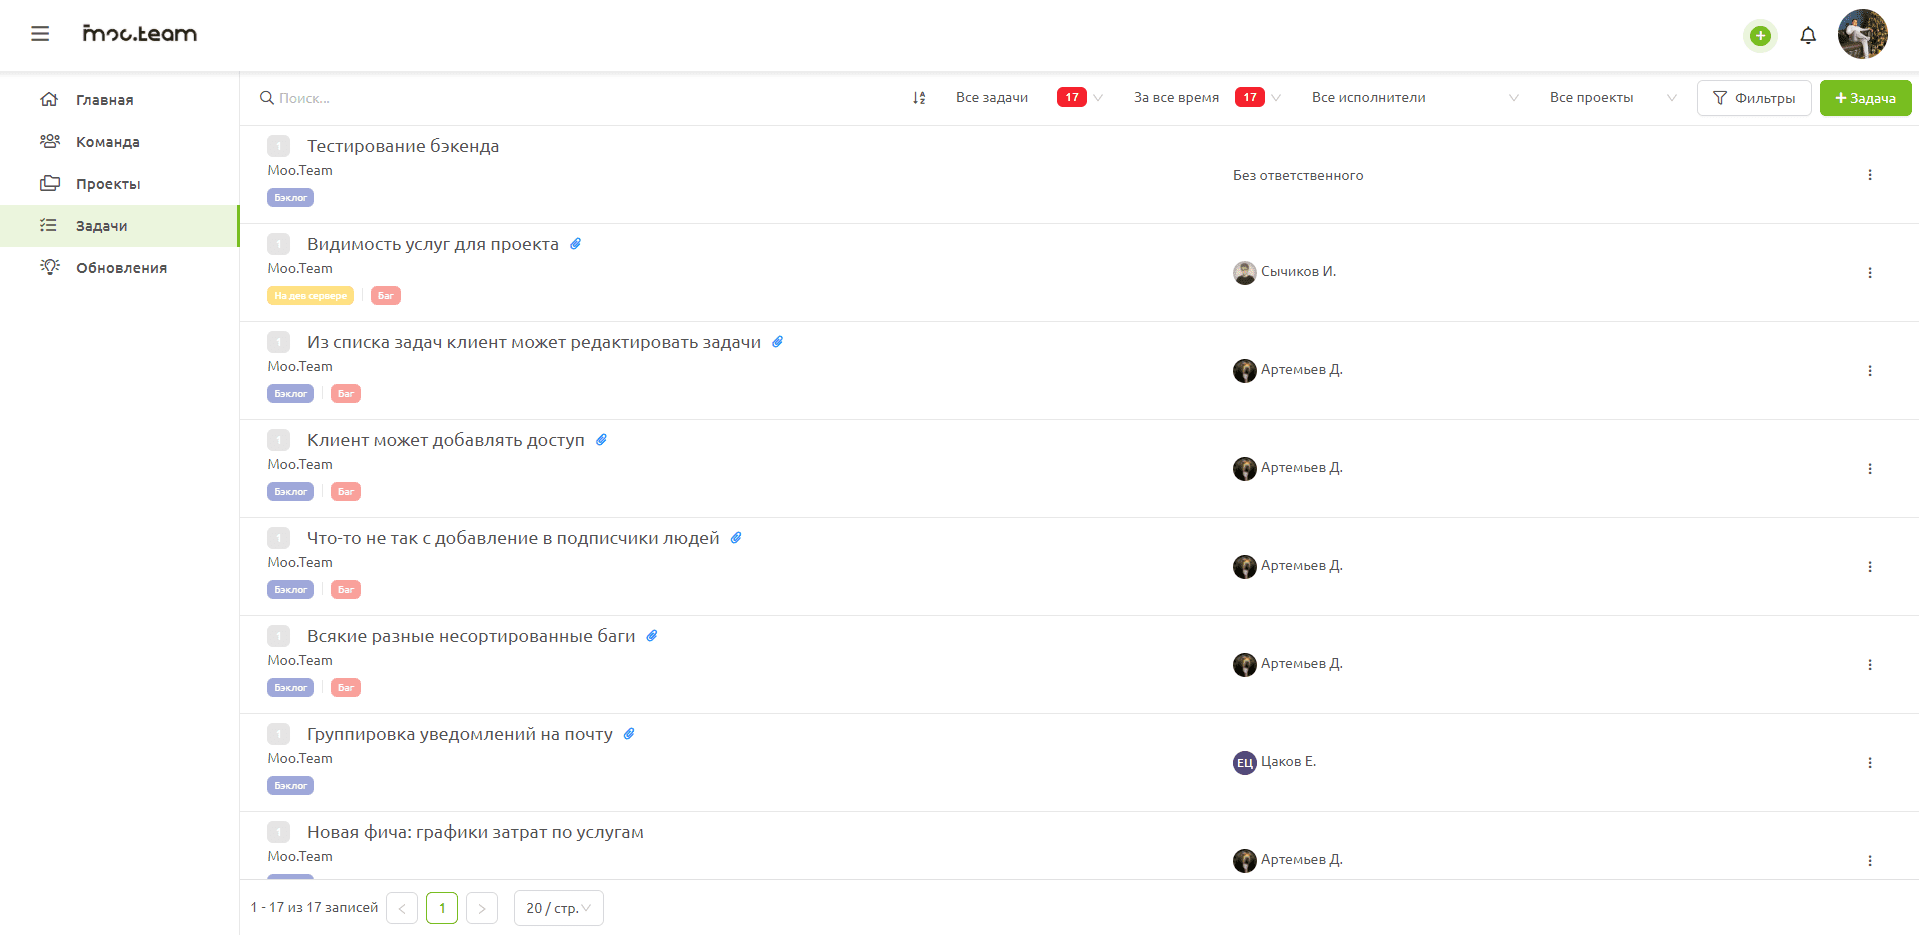 moo.team
Главная
Команда
Проекты
Задачи
Обновления
Поиск...
Все задачи 17 За все время 17 Все исполнители Все проекты Фильтры + Задача
1 Тестирование бэкенда
Moo.Team
Без ответственного
Бэклог
1 Видимость услуг для проекта
Moo.Team
Сычиков И.
На дев сервере Баг
1 Из списка задач клиент может редактировать задачи
Moo.Team
Артемьев Д.
Бэклог Баг
1 Клиент может добавлять доступ
Moo.Team
Артемьев Д.
Бэклог Баг
1 Что-то не так с добавление в подписчики людей
Moo.Team
Артемьев Д.
Бэклог Баг
1 Всякие разные несортированные баги
Moo.Team
Артемьев Д.
Бэклог Баг
1 Группировка уведомлений на почту
Moo.Team
ЕЦ Цаков Е.
Бэклог
1 Новая фича: графики затрат по услугам
Moo.Team
Артемьев Д.
1 - 17 из 17 записей < 1 > 20 / стр.